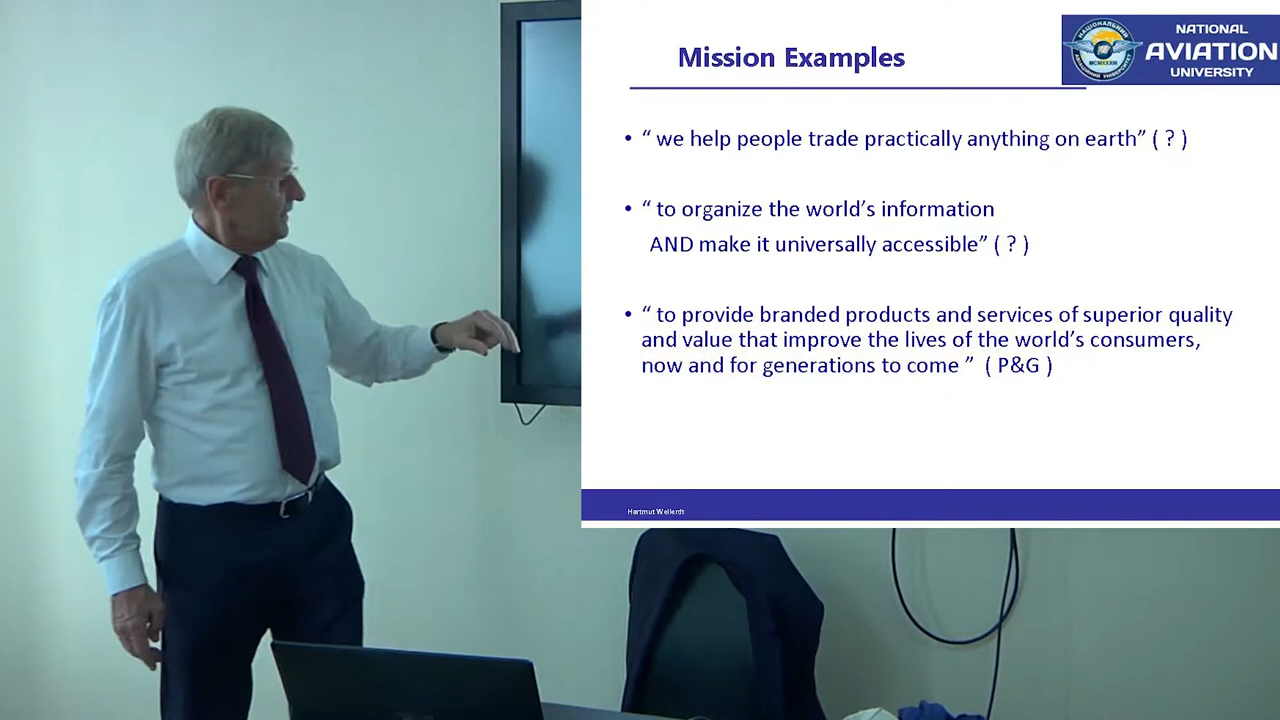 Mission Examples
НАЦІОНАЛЬНИЙ
MCMXXXIII
NATIONAL
AVIATION
UNIVERSITY
• “ we help people trade practically anything on earth” ( ? )
• “ to organize the world’s information
AND make it universally accessible” ( ? )
• “ to provide branded products and services of superior quality
and value that improve the lives of the world’s consumers,
now and for generations to come ” ( P&G )
Hartmut Wellerdt